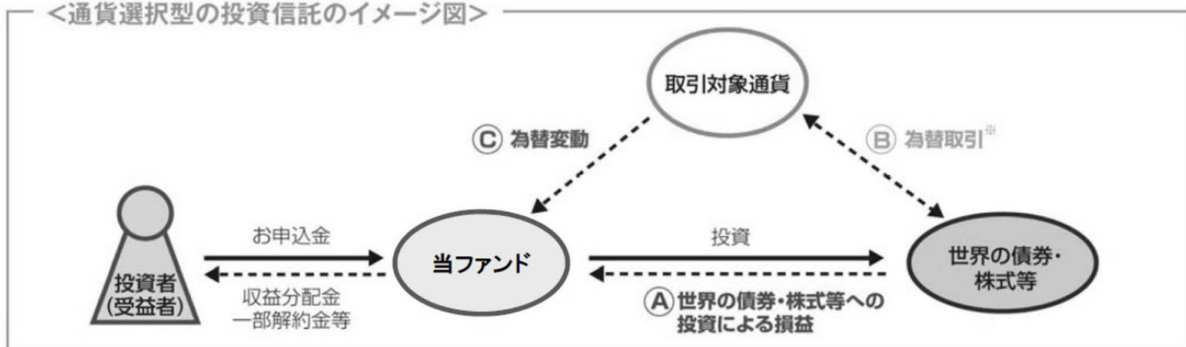 ＜通貨選択型の投資信託のイメージ図＞
取引対象通貨
Ⓒ 為替変動
Ⓑ 為替取引※
お申込金
投資者
(受益者)
収益分配金
一部解約金等
当ファンド
投資
Ⓐ 世界の債券・株式等への
投資による損益
世界の債券・
株式等